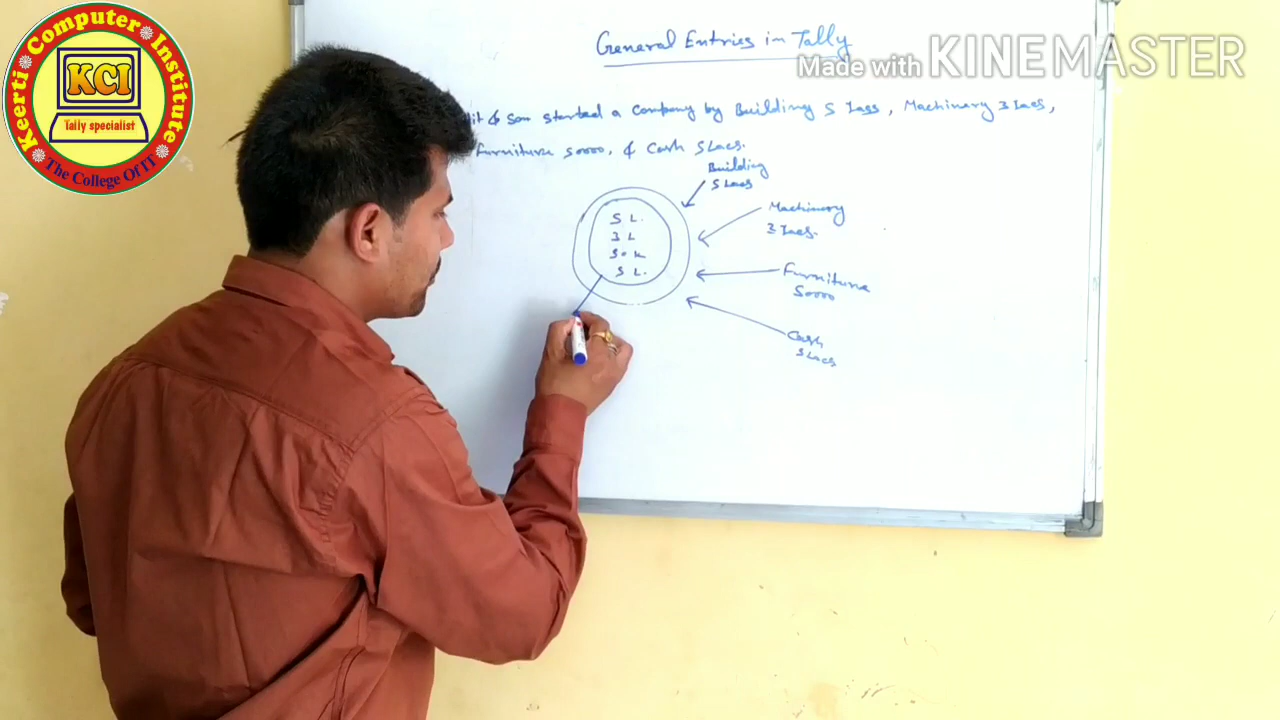 Keerti Computer Institute
KCI
Tally specialist
The College Of IT
Made with KINEMASTER
General Entries in Tally
& Son started a Company by Building 5 Lacs, Machinery 3 Lacs,
Furniture 50000, & Cash 5 Lacs.
Building
5 Lacs
Machinery
3 Lacs.
Furniture
50000
Cash
5 Lacs
5 L.
3 L
50 K
5 L.